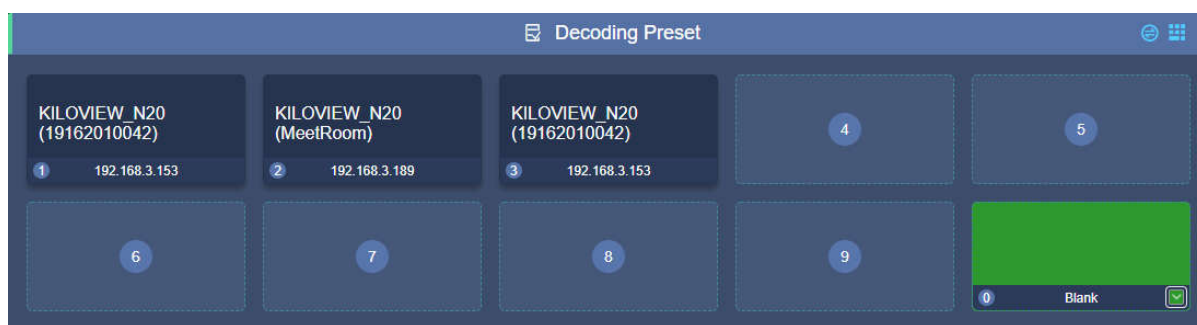 Decoding Preset
KILOVIEW_N20
(19162010042)
1 192.168.3.153
KILOVIEW_N20
(MeetRoom)
2 192.168.3.189
KILOVIEW_N20
(19162010042)
3 192.168.3.153
4
5
6
7
8
9
0 Blank